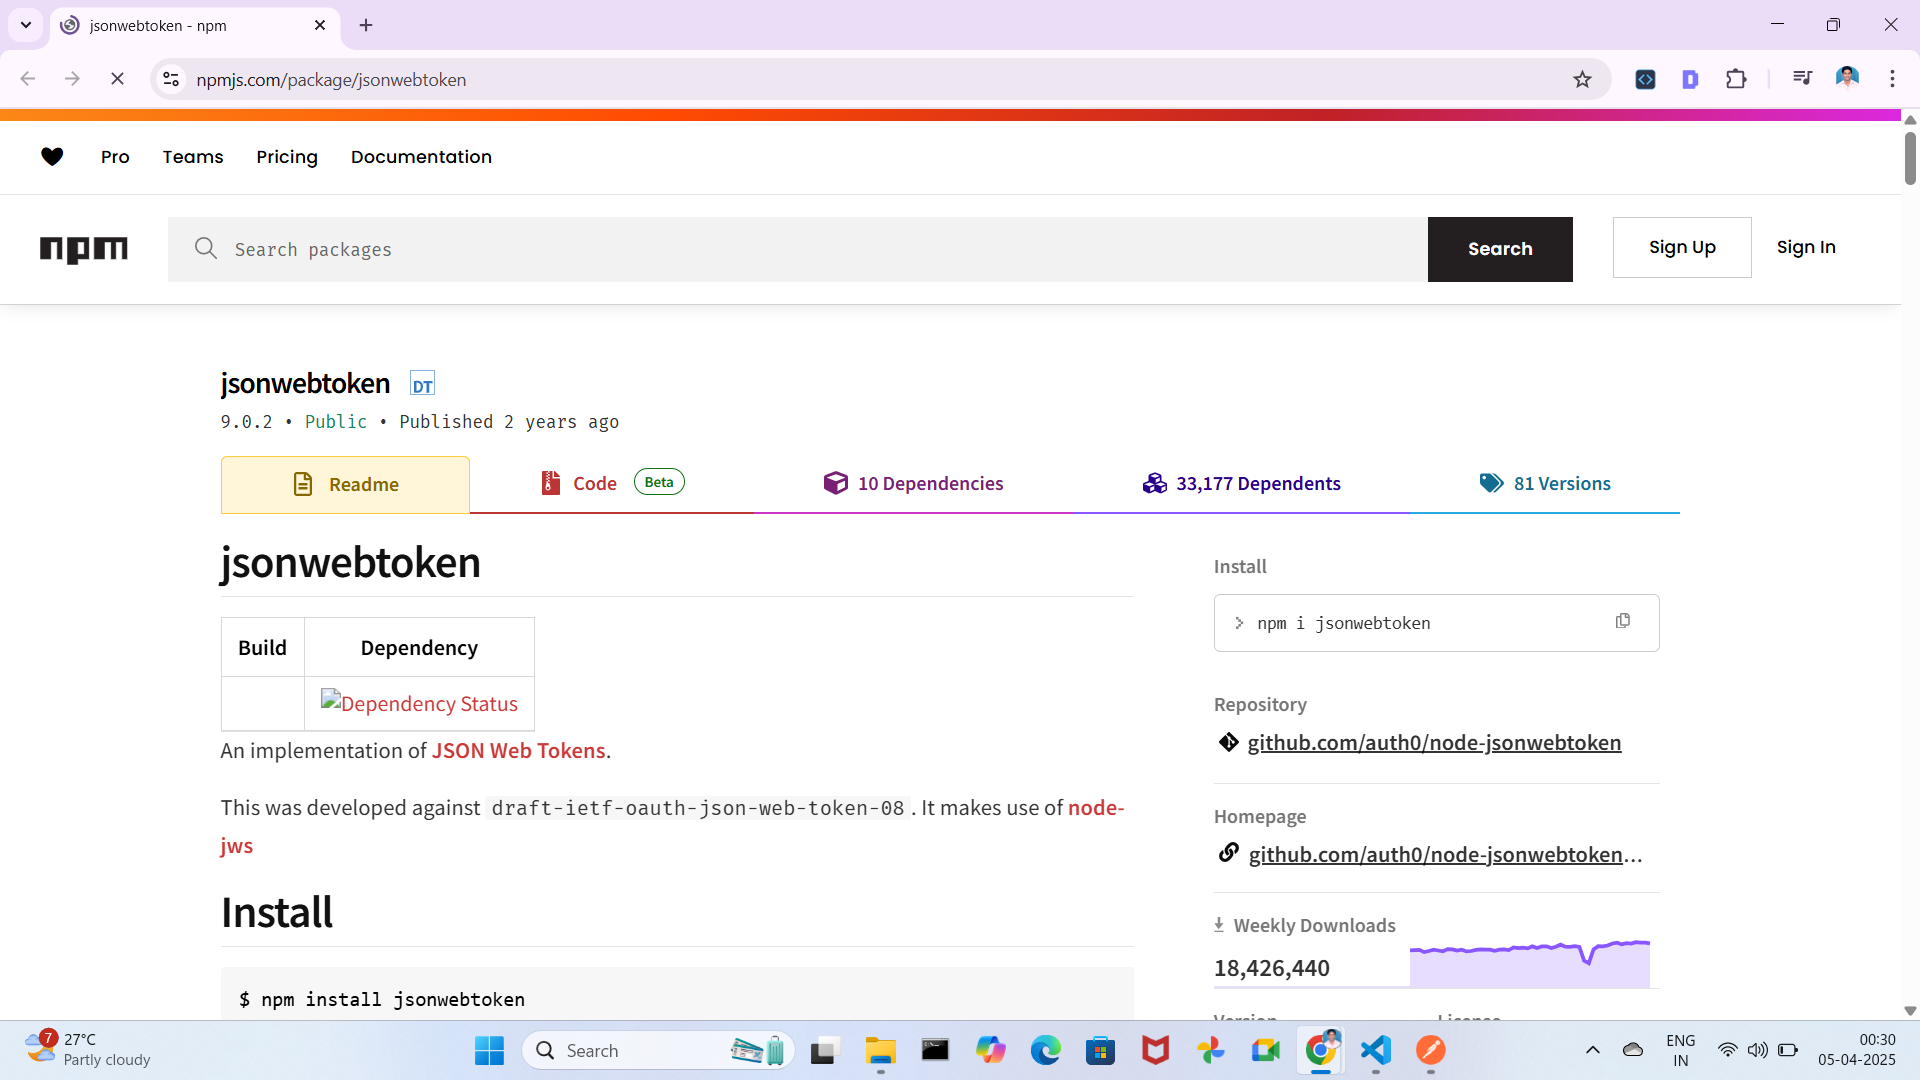 jsonwebtoken - npm
npmjs.com/package/jsonwebtoken
Pro Teams Pricing Documentation
npm
Search packages
Search
Sign Up
Sign In
jsonwebtoken DT
9.0.2 • Public • Published 2 years ago
Readme
Code Beta
10 Dependencies
33,177 Dependents
81 Versions
jsonwebtoken
Build Dependency
Dependency Status
An implementation of JSON Web Tokens.
This was developed against draft-ietf-oauth-json-web-token-08. It makes use of node-
jws
Install
$ npm install jsonwebtoken
Install
> npm i jsonwebtoken
Repository
github.com/auth0/node-jsonwebtoken
Homepage
github.com/auth0/node-jsonwebtoken...
Weekly Downloads
18,426,440
Version License
7
27°C
Partly cloudy
Search
ENG
IN
00:30
05-04-2025